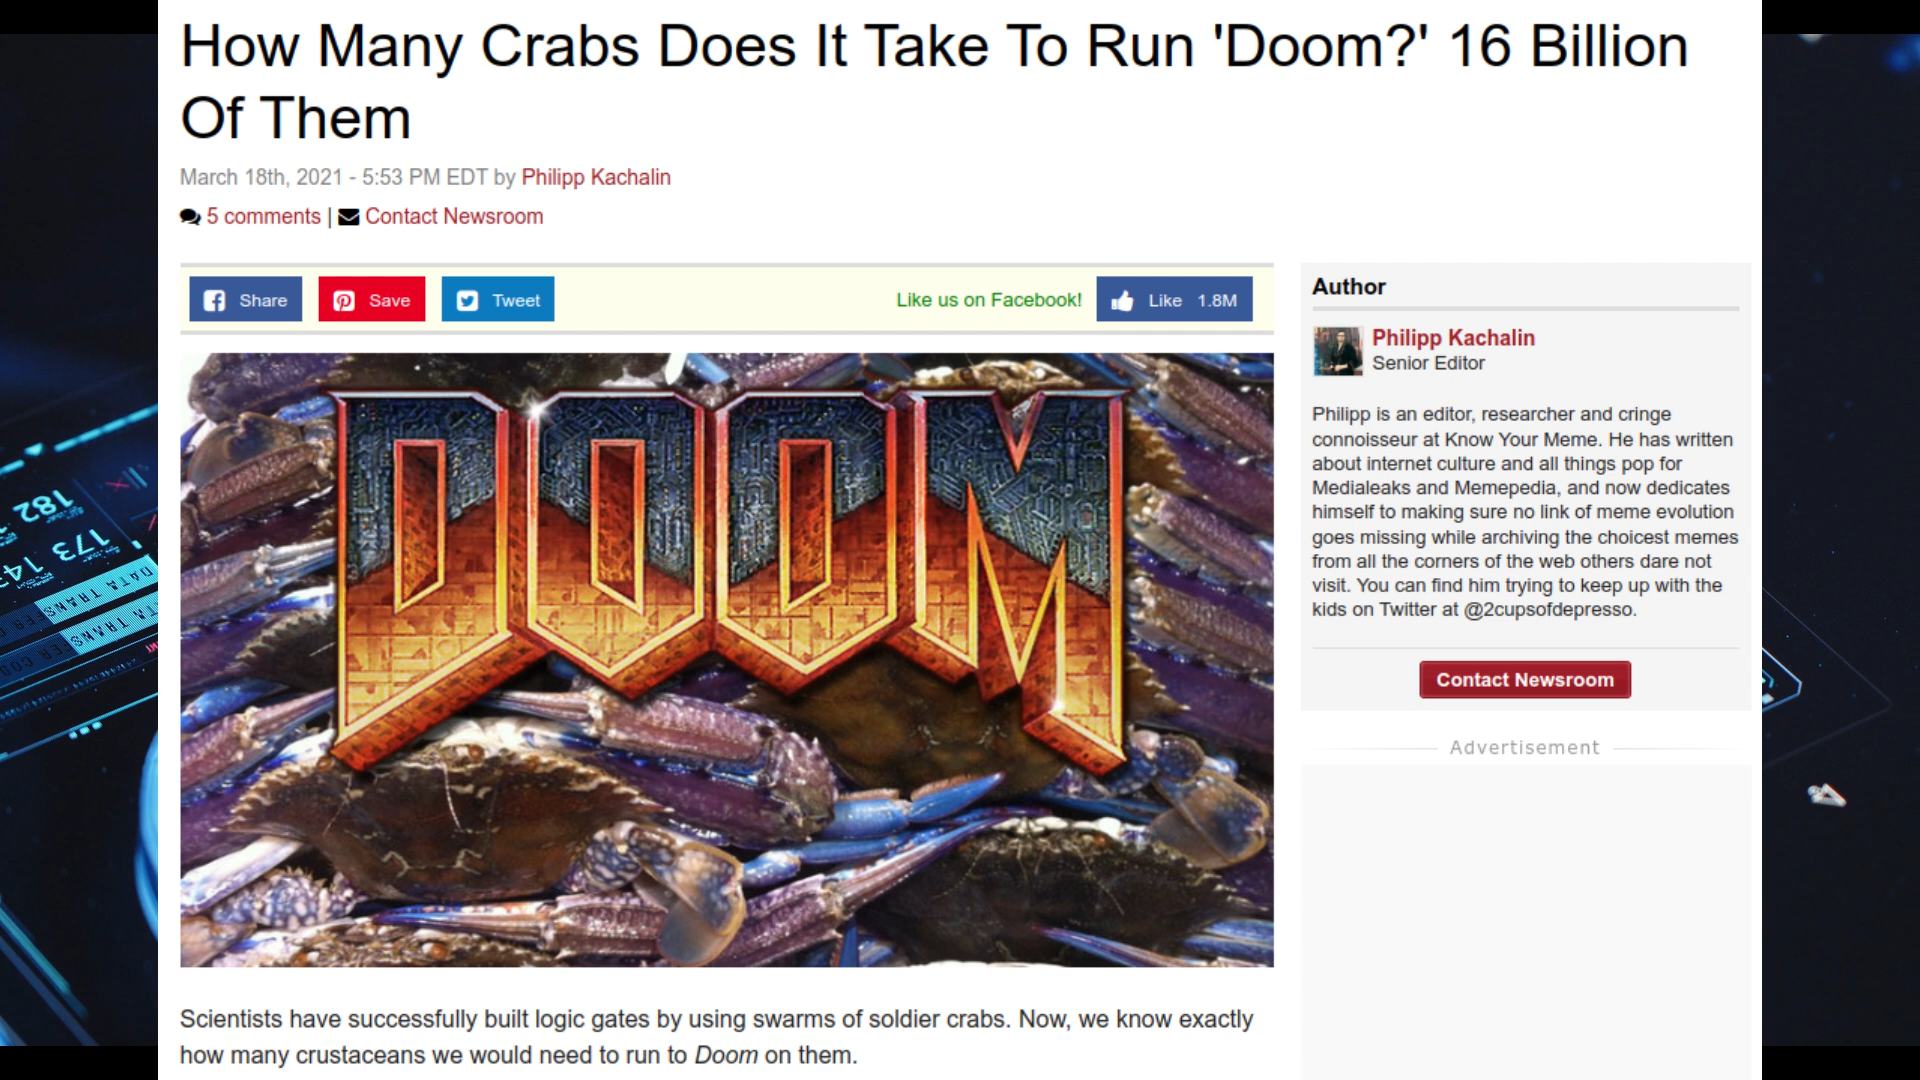 How Many Crabs Does It Take To Run 'Doom?' 16 Billion
Of Them
March 18th, 2021 - 5:53 PM EDT by Philipp Kachalin
5 comments | Contact Newsroom
Share
Save
Tweet
Like us on Facebook!
Like 1.8M
DOOM
Scientists have successfully built logic gates by using swarms of soldier crabs. Now, we know exactly
how many crustaceans we would need to run to Doom on them.
Author
Philipp Kachalin
Senior Editor
Philipp is an editor, researcher and cringe
connoisseur at Know Your Meme. He has written
about internet culture and all things pop for
Medialeaks and Memepedia, and now dedicates
himself to making sure no link of meme evolution
goes missing while archiving the choicest memes
from all the corners of the web others dare not
visit. You can find him trying to keep up with the
kids on Twitter at @2cupsofdepresso.
Contact Newsroom
Advertisement
182
173
DATA TRANS
TRANS